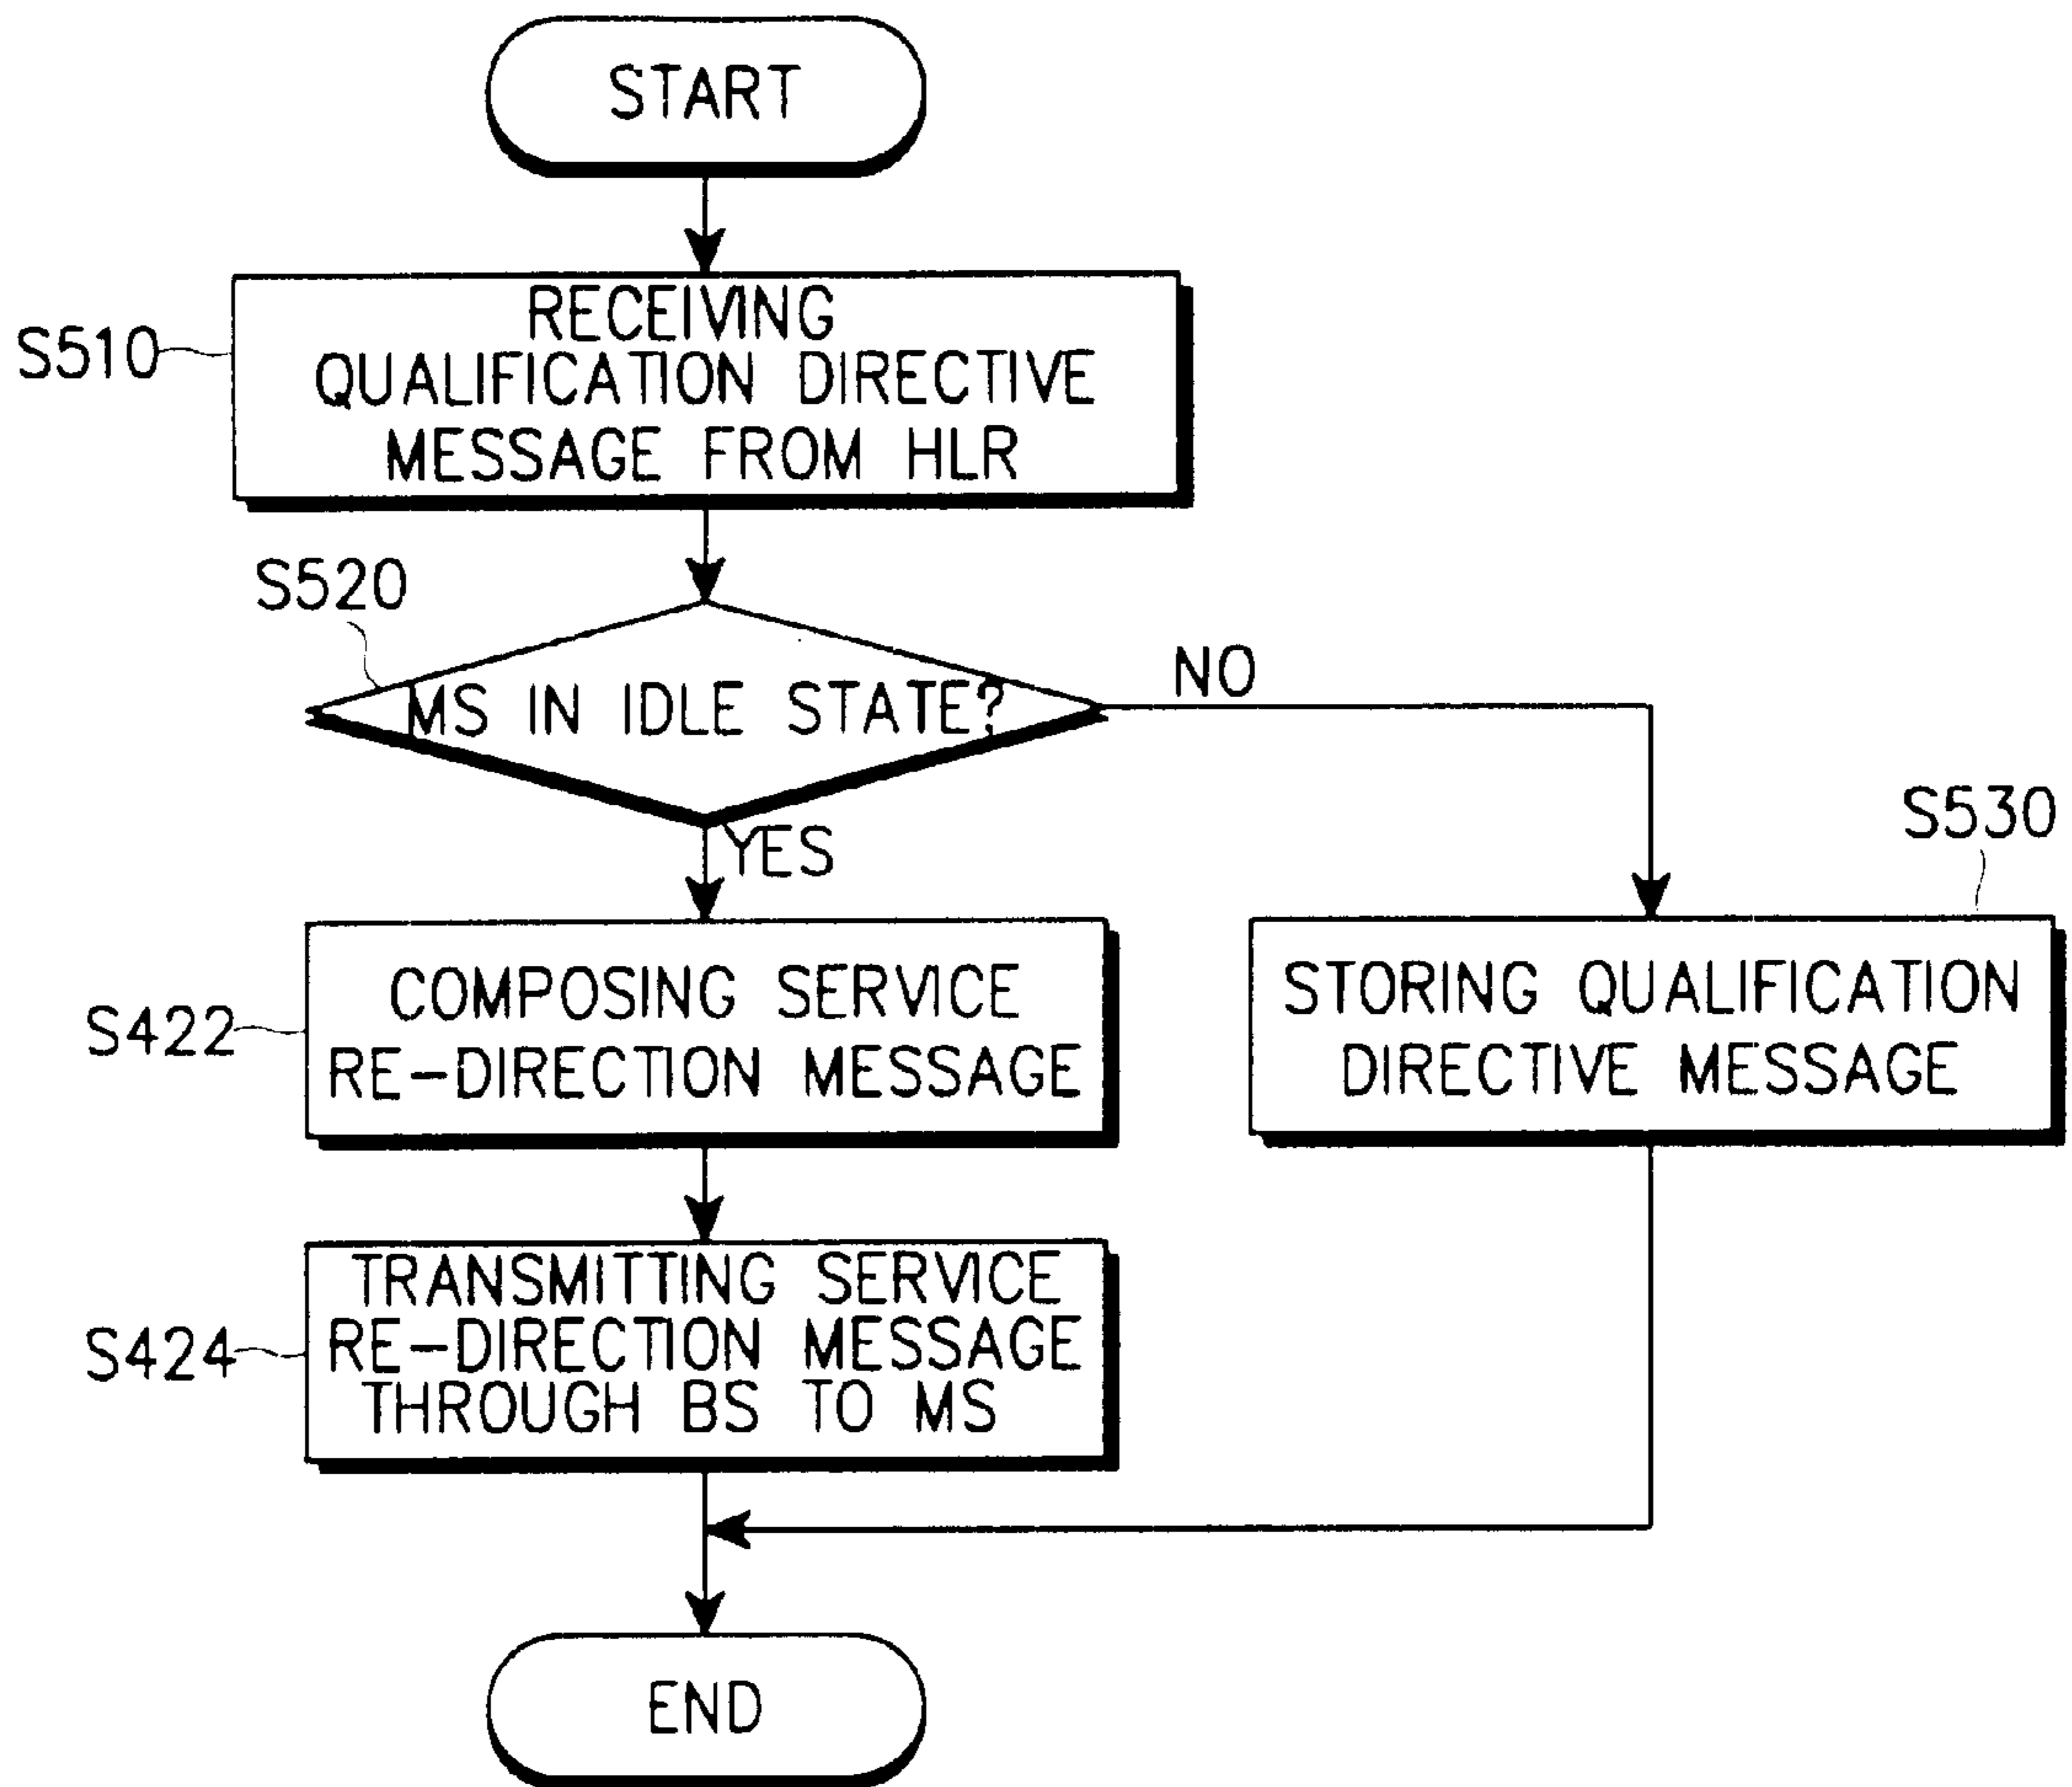 START
S510
RECEIVING
QUALIFICATION DIRECTIVE
MESSAGE FROM HLR
S520
MS IN IDLE STATE?
NO
YES
S530
S422
COMPOSING SERVICE
RE-DIRECTION MESSAGE
STORING QUALIFICATION
DIRECTIVE MESSAGE
S424
TRANSMITTING SERVICE
RE-DIRECTION MESSAGE
THROUGH BS TO MS
END